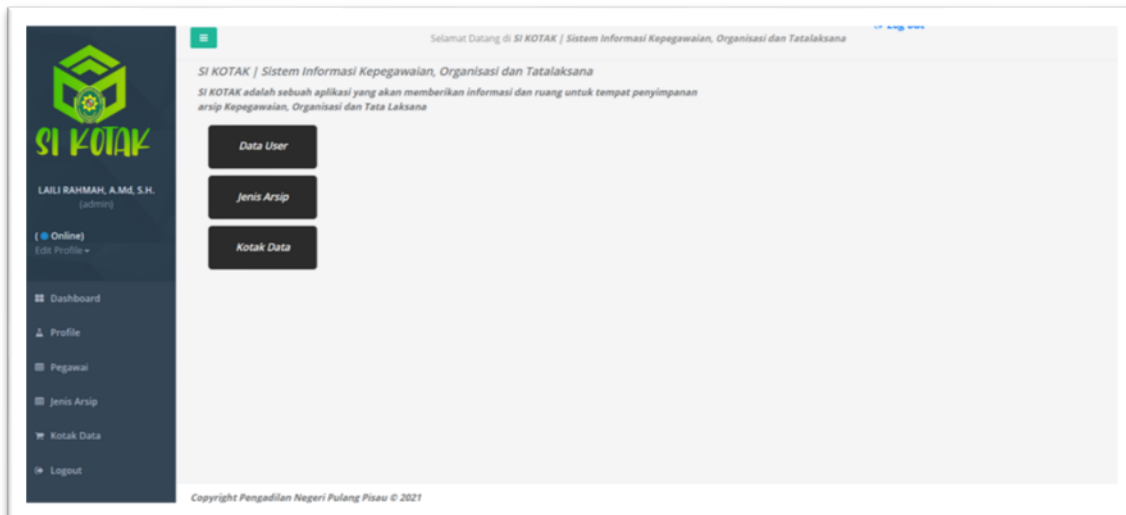 SI KOTAK
LAILI RAHMAH, A.Md, S.H.
(admin)
( Online)
Edit Profile
Dashboard
Profile
Pegawai
Jenis Arsip
Kotak Data
Logout
Selamat Datang di SI KOTAK | Sistem Informasi Kepegawaian, Organisasi dan Tatalaksana
Log out
SI KOTAK | Sistem Informasi Kepegawaian, Organisasi dan Tatalaksana
SI KOTAK adalah sebuah aplikasi yang akan memberikan informasi dan ruang untuk tempat penyimpanan
arsip Kepegawaian, Organisasi dan Tata Laksana
Data User
Jenis Arsip
Kotak Data
Copyright Pengadilan Negeri Pulang Pisau © 2021